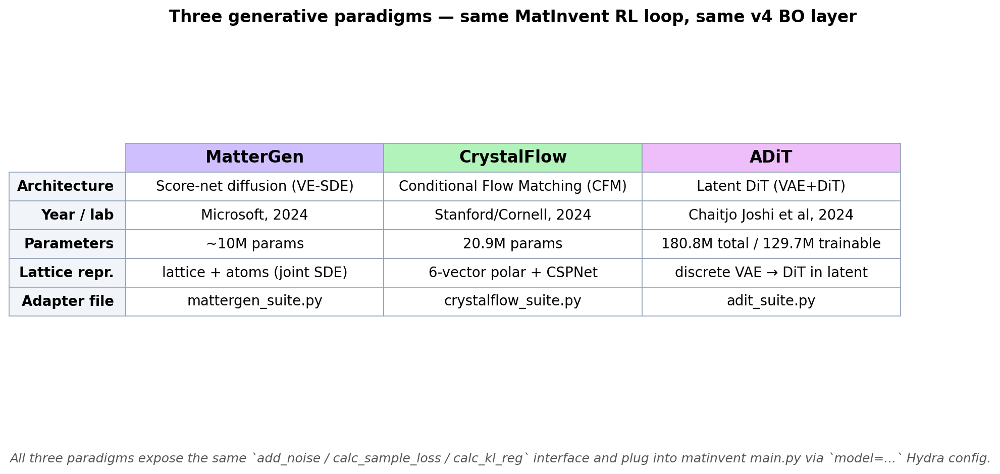 Three generative paradigms — same MatInvent RL loop, same v4 BO layer
MatterGen CrystalFlow ADiT
Architecture Score-net diffusion (VE-SDE) Conditional Flow Matching (CFM) Latent DiT (VAE+DiT)
Year / lab Microsoft, 2024 Stanford/Cornell, 2024 Chaitjo Joshi et al, 2024
Parameters ~10M params 20.9M params 180.8M total / 129.7M trainable
Lattice repr. lattice + atoms (joint SDE) 6-vector polar + CSPNet discrete VAE → DiT in latent
Adapter file mattergen_suite.py crystalflow_suite.py adit_suite.py
All three paradigms expose the same `add_noise / calc_sample_loss / calc_kl_reg` interface and plug into matinvent main.py via `model=...` Hydra config.